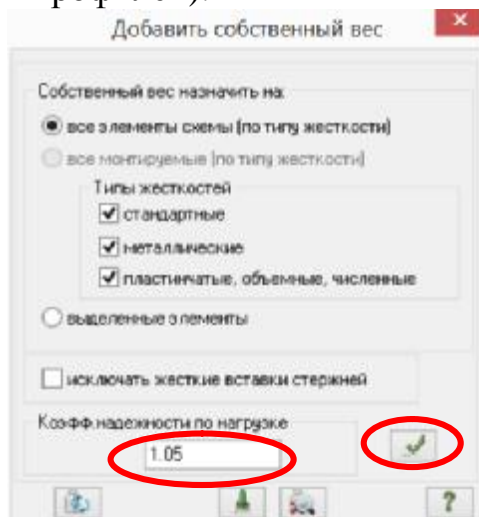 Добавить собственный вес
Собственный вес назначить на:
все элементы схемы (по типу жесткости)
все монтируемые (по типу жесткости)
Типы жесткостей
стандартные
металлические
пластинчатые, объемные, численные
выделенные элементы
исключать жесткие вставки стержней
Коэфф.надежности по нагрузке
1.05
?